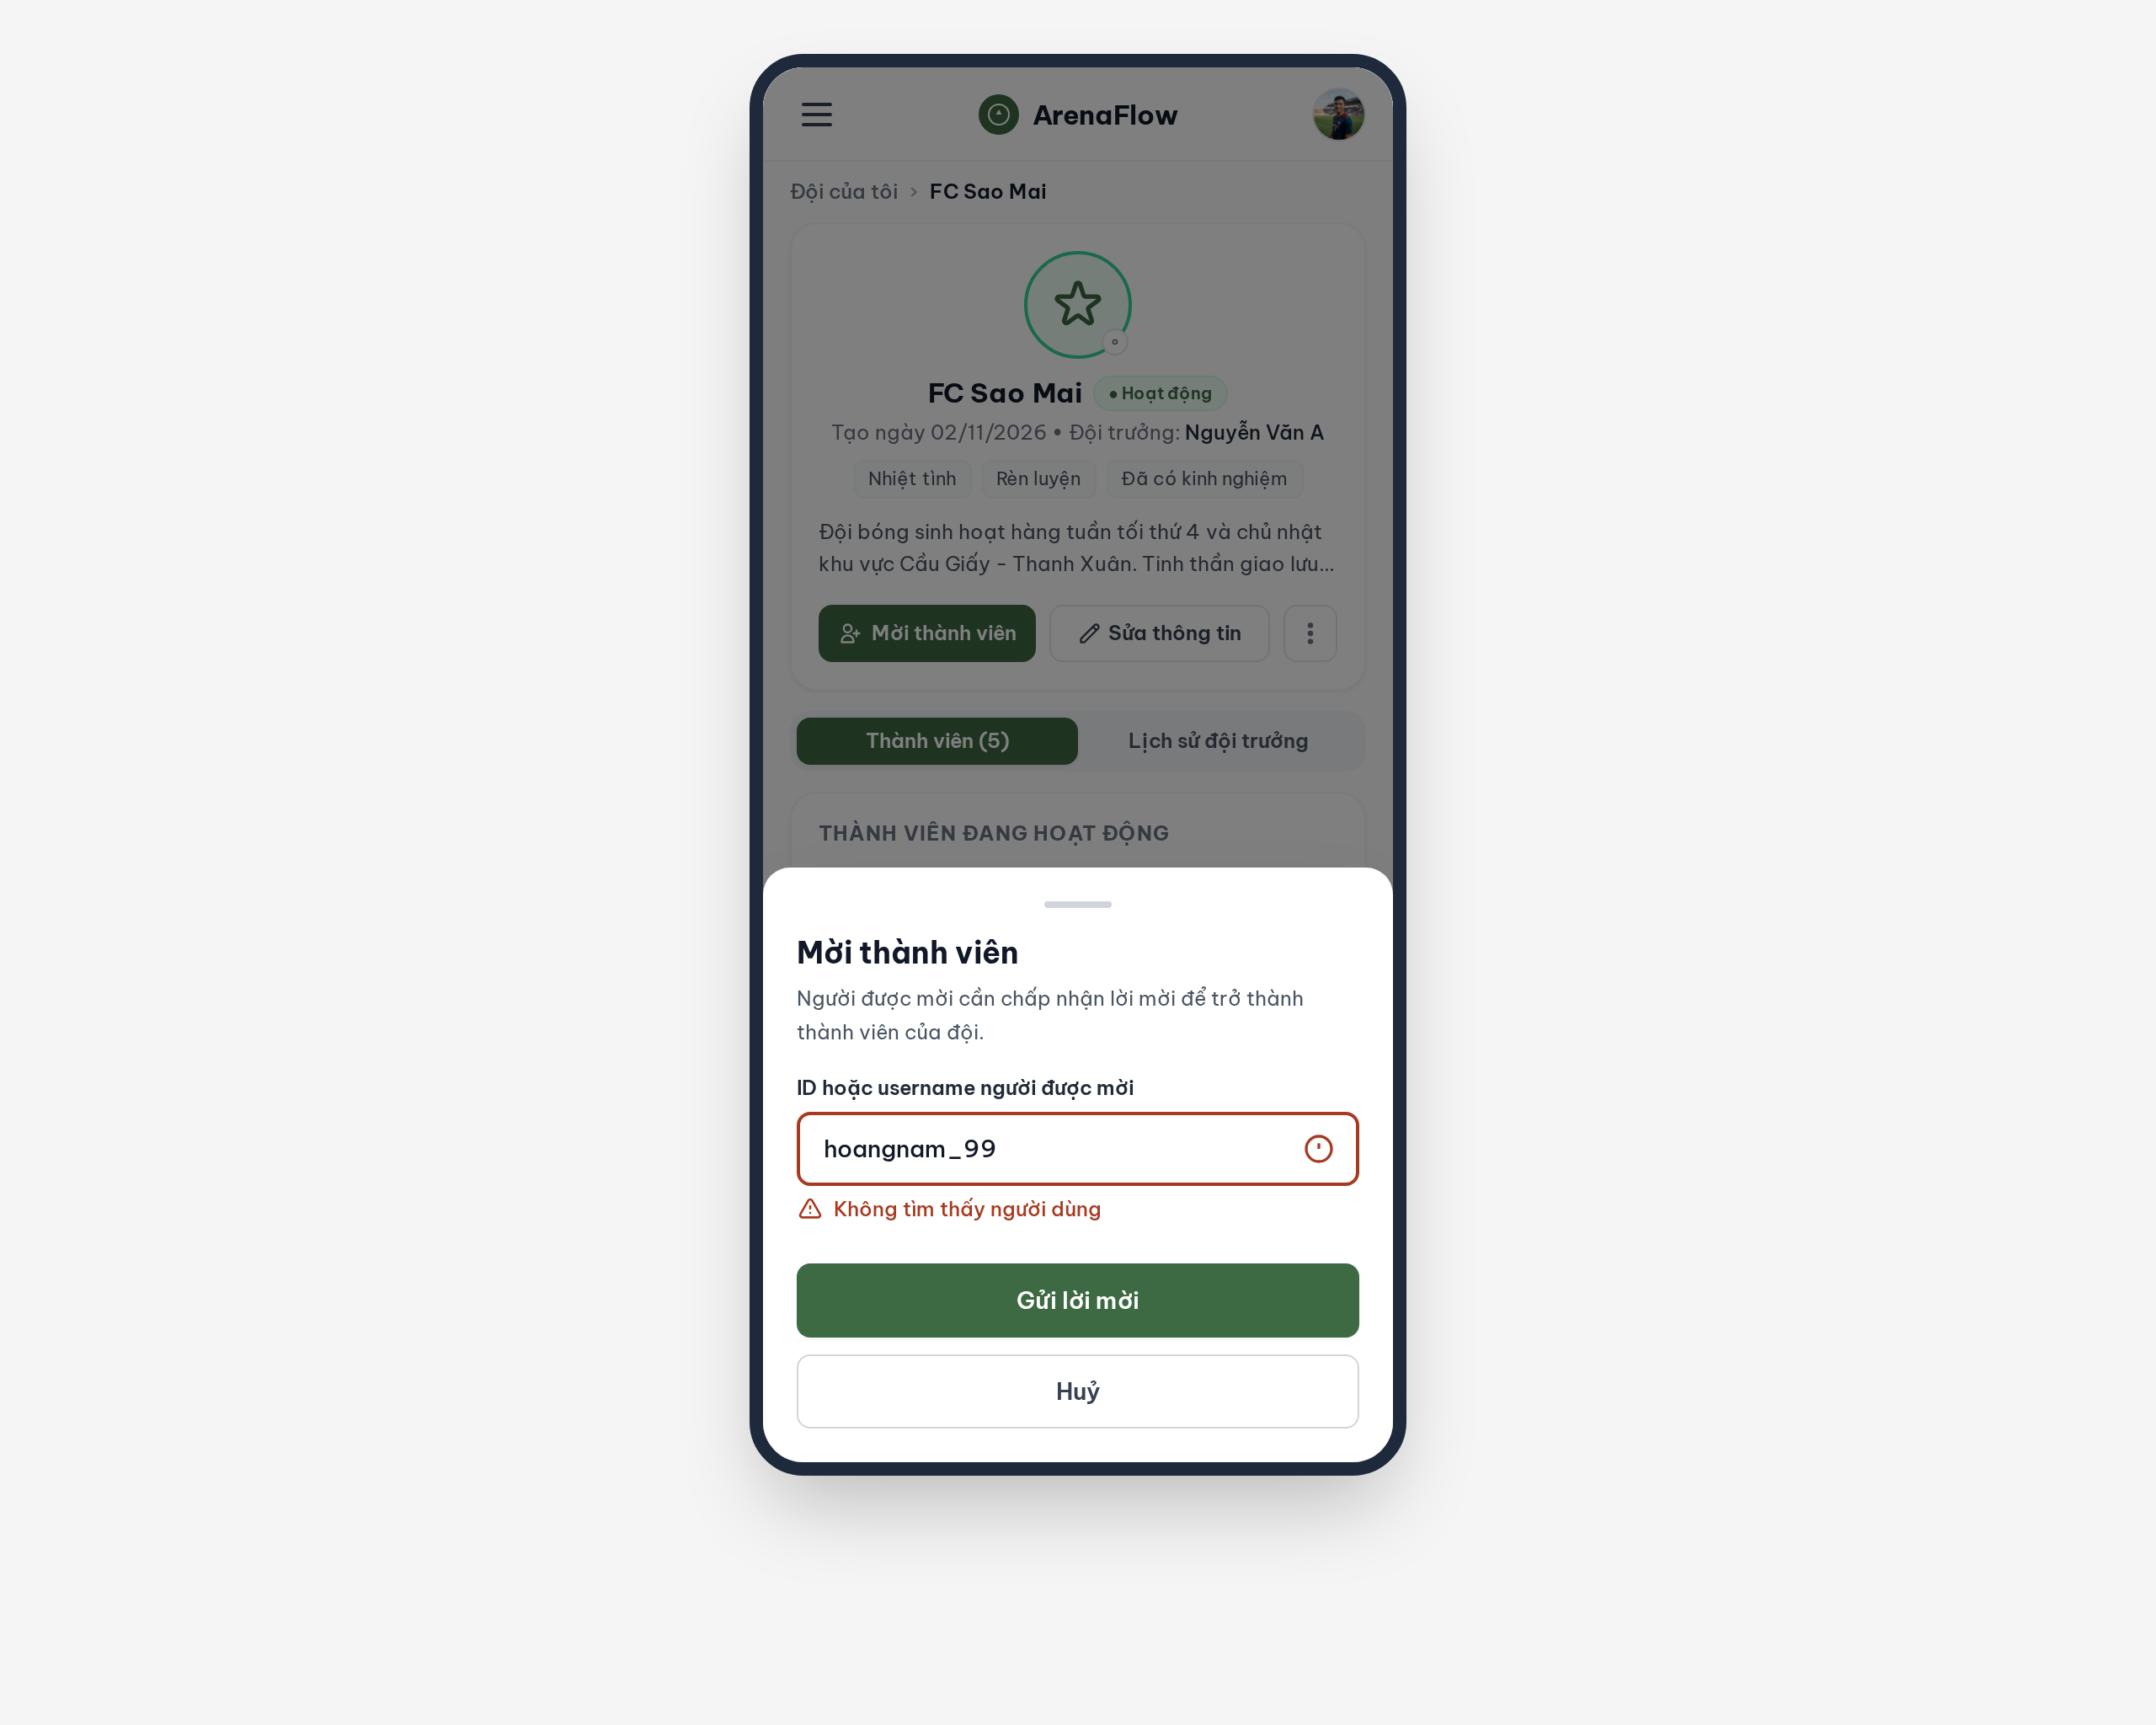 ArenaFlow
Đội của tôi › FC Sao Mai
FC Sao Mai • Hoạt động
Tạo ngày 02/11/2026 • Đội trưởng: Nguyễn Văn A
Nhiệt tình Rèn luyện Đã có kinh nghiệm
Đội bóng sinh hoạt hàng tuần tối thứ 4 và chủ nhật
khu vực Cầu Giấy - Thanh Xuân. Tinh thần giao lưu...
Mời thành viên Sửa thông tin
Thành viên (5) Lịch sử đội trưởng
THÀNH VIÊN ĐANG HOẠT ĐỘNG
Mời thành viên
Người được mời cần chấp nhận lời mời để trở thành
thành viên của đội.
ID hoặc username người được mời
hoangnam_99
Không tìm thấy người dùng
Gửi lời mời
Huỷ